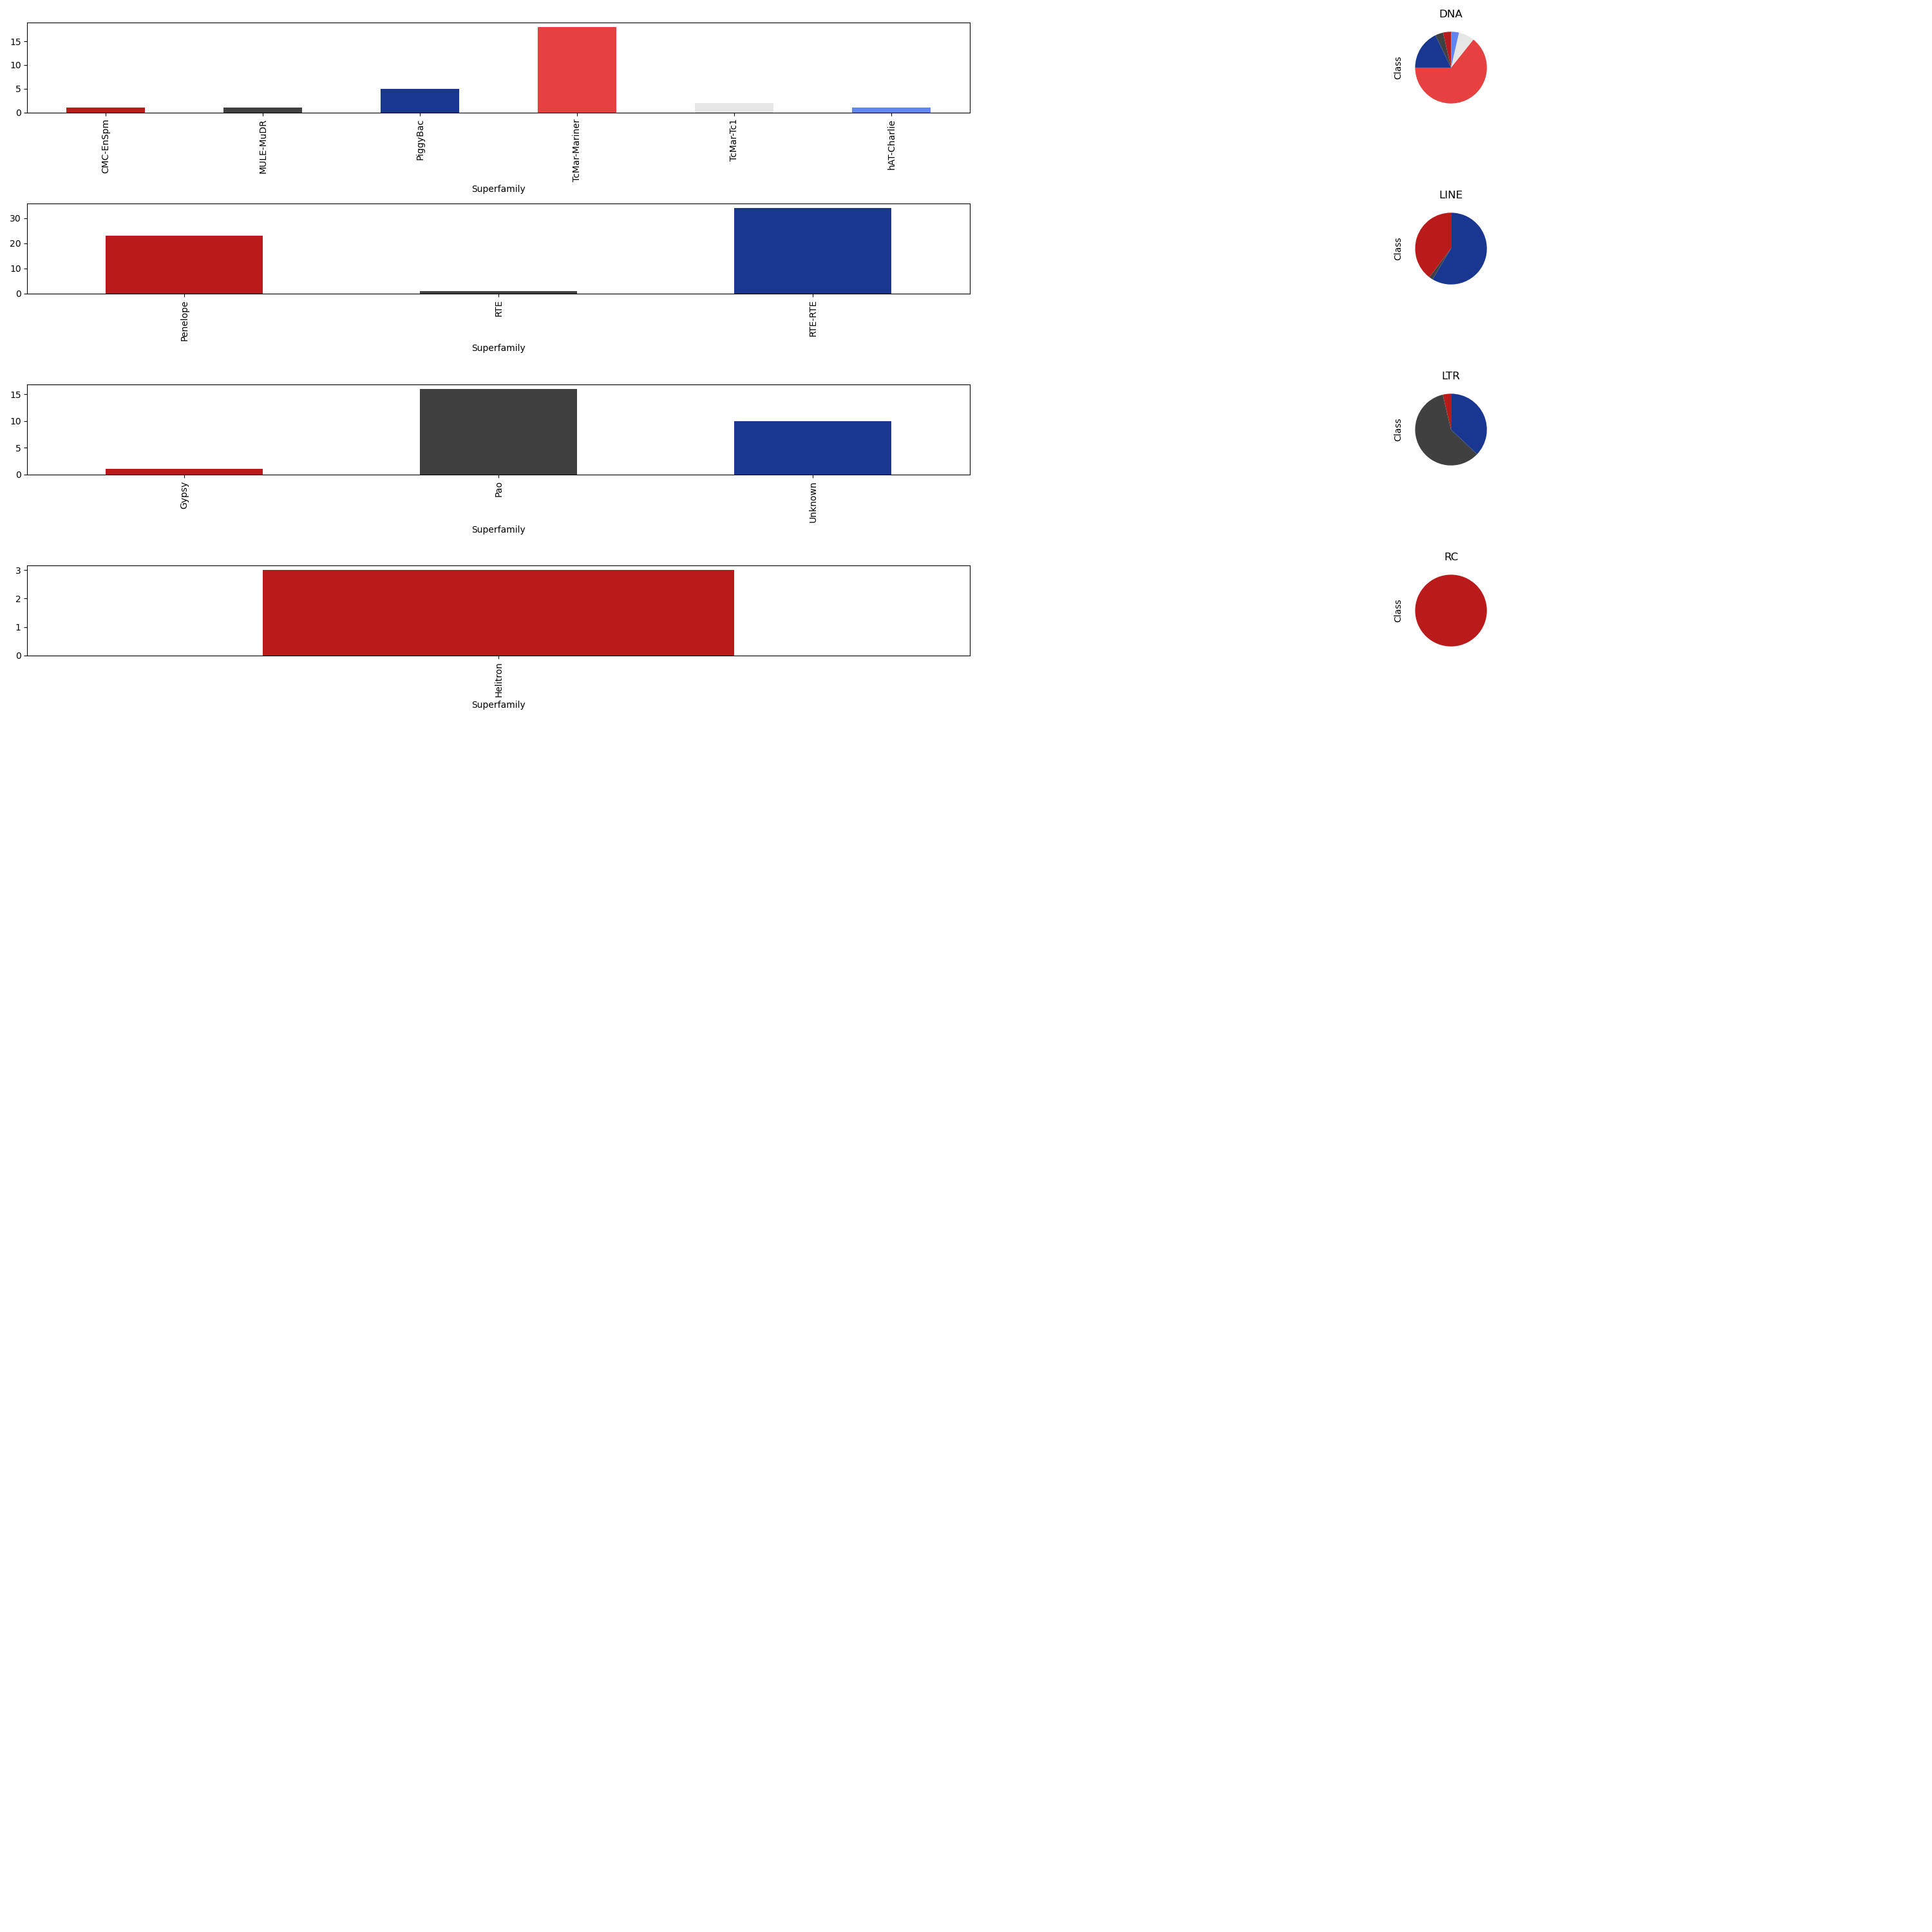 DNA
15
10
5
0
Class
CMC-EnSpm
MULE-MuDR
PiggyBac
TcMar-Mariner
TcMar-Tc1
hAT-Charlie
Superfamily
LINE
30
20
10
0
Class
Penelope
RTE
RTE-RTE
Superfamily
LTR
15
10
5
0
Class
Gypsy
Pao
Unknown
Superfamily
RC
3
2
1
0
Class
Helitron
Superfamily